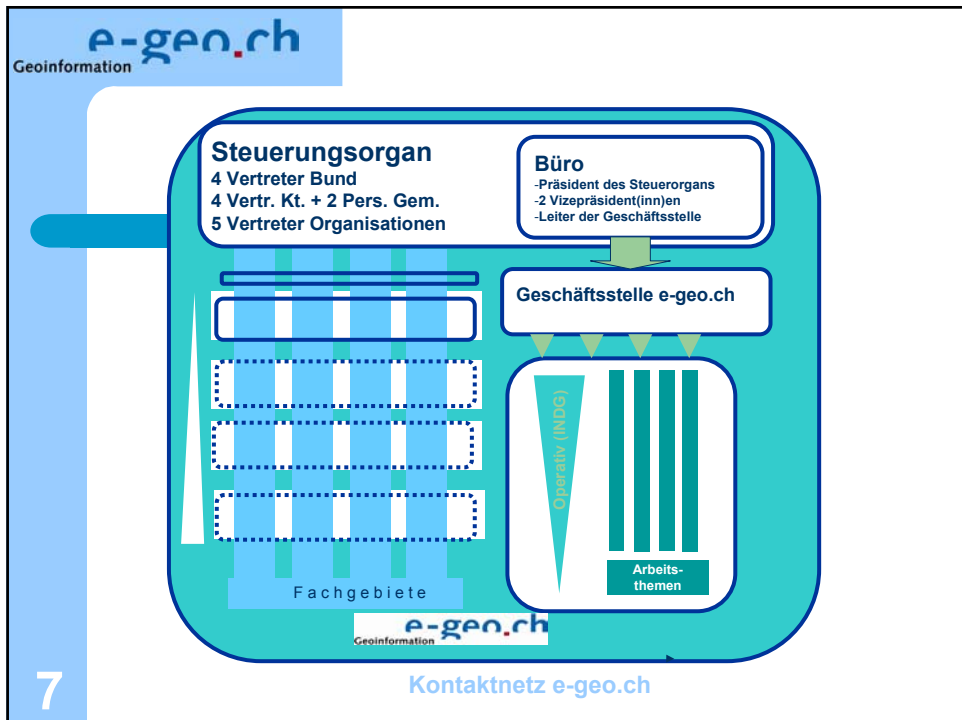 e-geo.ch
Geoinformation
Steuerungsorgan
4 Vertreter Bund
4 Vertr. Kt. + 2 Pers. Gem.
5 Vertreter Organisationen
Büro
-Präsident des Steuerorgans
-2 Vizepräsident(inn)en
-Leiter der Geschäftsstelle
Geschäftsstelle e-geo.ch
Operativ (INDG)
Arbeits-
themen
Fachgebiete
e-geo.ch
Geoinformation
Kontaktnetz e-geo.ch
7